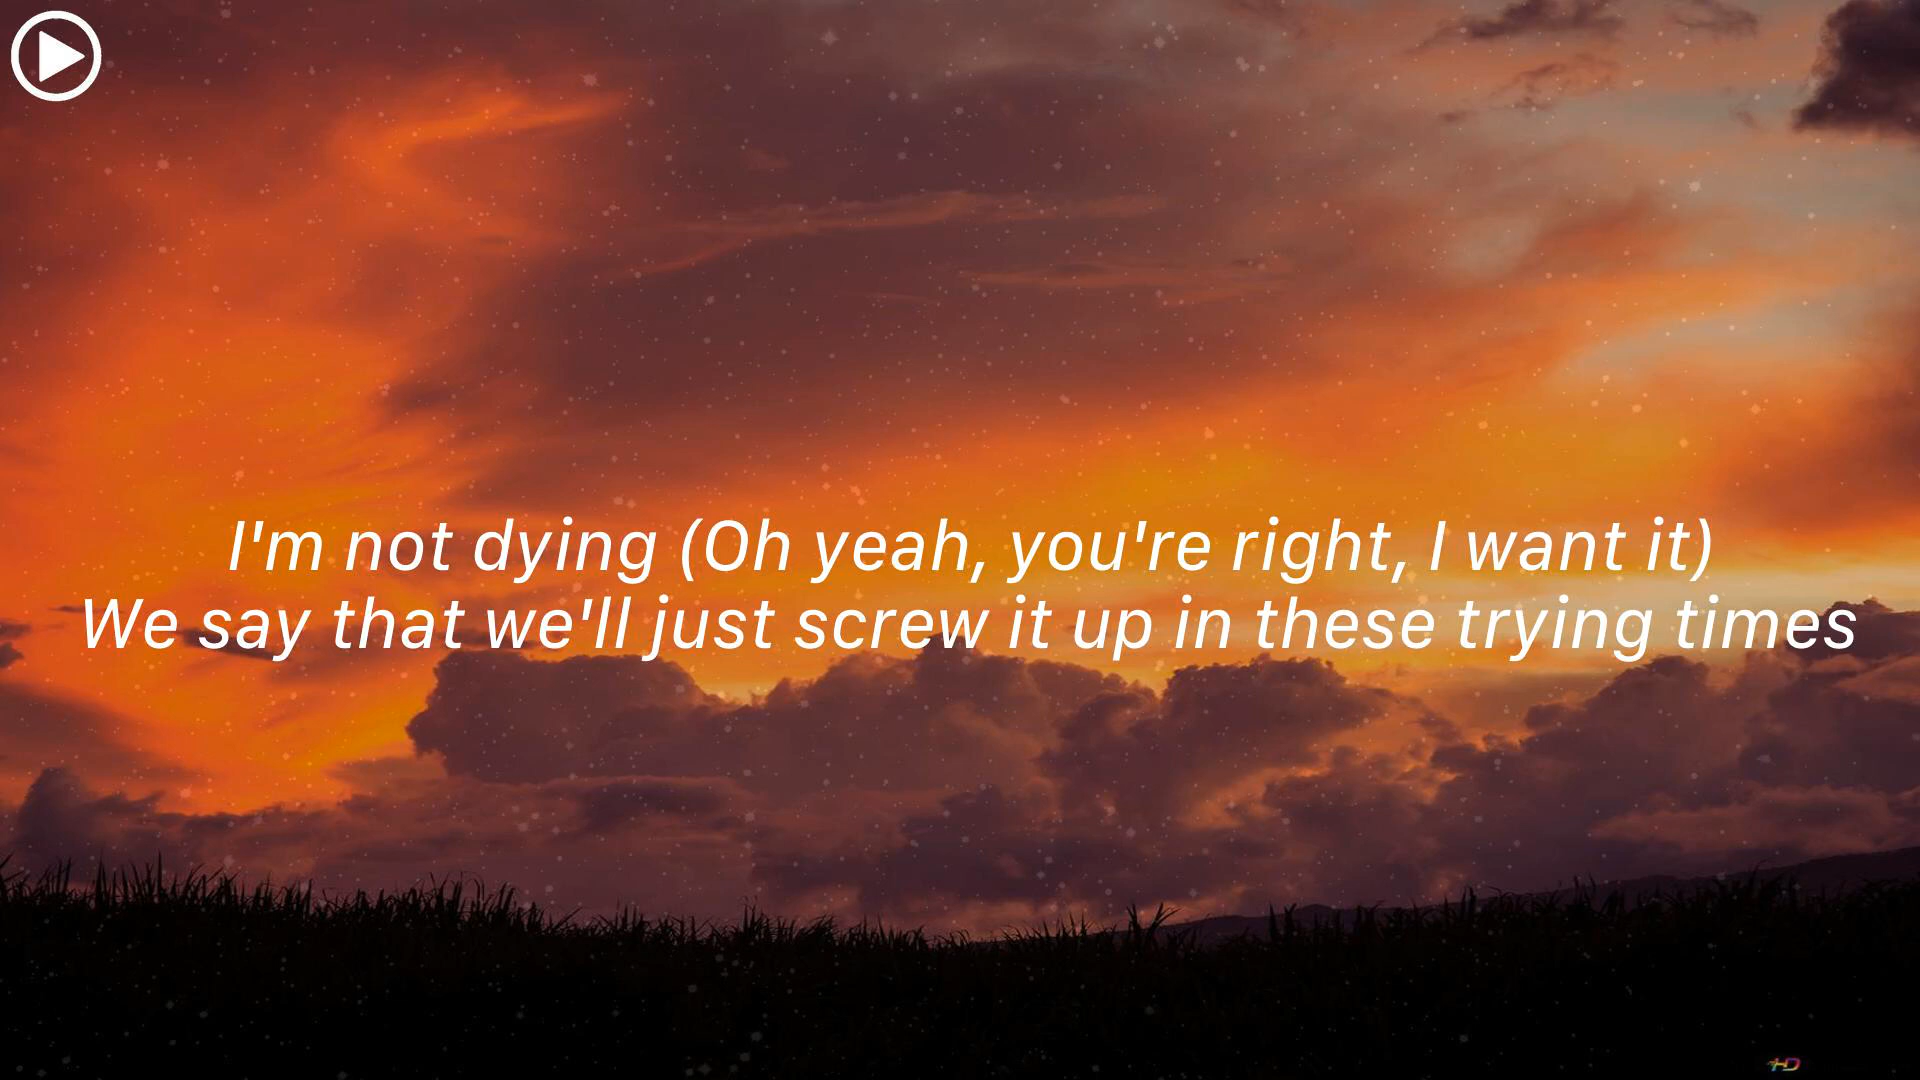 I'm not dying (Oh yeah, you're right, I want it)
We say that we'll just screw it up in these trying times
HD